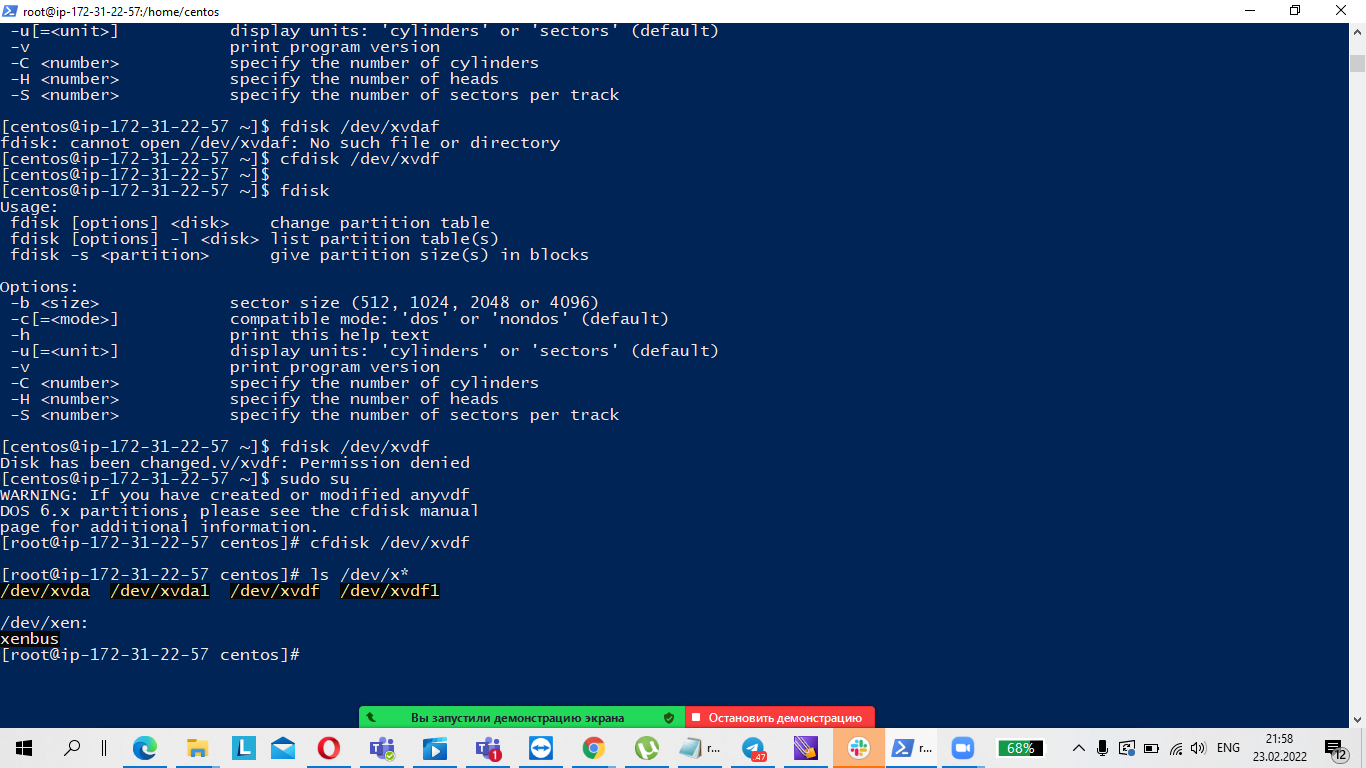 root@ip-172-31-22-57:/home/centos
-u[=<unit>] display units: 'cylinders' or 'sectors' (default)
-v print program version
-C <number> specify the number of cylinders
-H <number> specify the number of heads
-S <number> specify the number of sectors per track
[centos@ip-172-31-22-57 ~]$ fdisk /dev/xvdaf
fdisk: cannot open /dev/xvdaf: No such file or directory
[centos@ip-172-31-22-57 ~]$ cfdisk /dev/xvdf
[centos@ip-172-31-22-57 ~]$
[centos@ip-172-31-22-57 ~]$ fdisk
Usage:
fdisk [options] <disk> change partition table
fdisk [options] -l <disk> list partition table(s)
fdisk -s <partition> give partition size(s) in blocks
Options:
-b <size> sector size (512, 1024, 2048 or 4096)
-c[=<mode>] compatible mode: 'dos' or 'nondos' (default)
-h print this help text
-u[=<unit>] display units: 'cylinders' or 'sectors' (default)
-v print program version
-C <number> specify the number of cylinders
-H <number> specify the number of heads
-S <number> specify the number of sectors per track
[centos@ip-172-31-22-57 ~]$ fdisk /dev/xvdf
Disk has been changed.v/xvdf: Permission denied
[centos@ip-172-31-22-57 ~]$ sudo su
WARNING: If you have created or modified anyvdf
DOS 6.x partitions, please see the cfdisk manual
page for additional information.
[root@ip-172-31-22-57 centos]# cfdisk /dev/xvdf
[root@ip-172-31-22-57 centos]# ls /dev/x*
/dev/xvda /dev/xvda1 /dev/xvdf /dev/xvdf1
/dev/xen:
xenbus
[root@ip-172-31-22-57 centos]#
Вы запустили демонстрацию экрана Остановить демонстрацию
L 1 r... 47 r... 68% ENG 21:58
23.02.2022 12